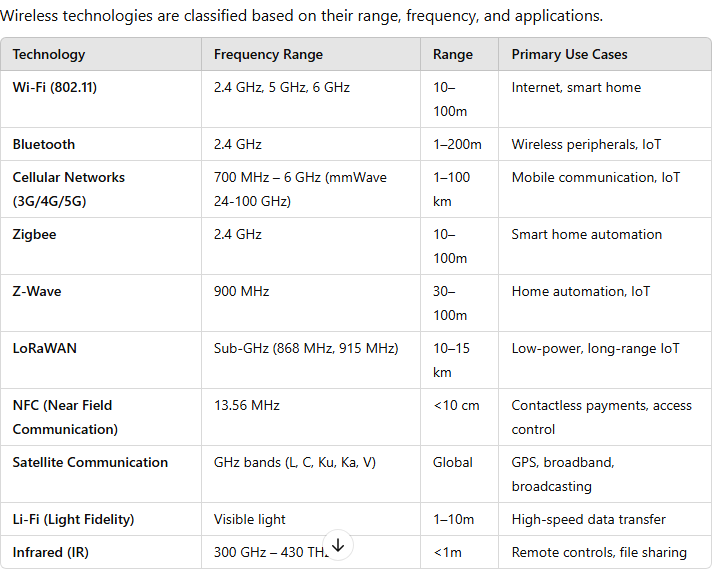 Wireless technologies are classified based on their range, frequency, and applications.
Technology Frequency Range Range Primary Use Cases
Wi-Fi (802.11) 2.4 GHz, 5 GHz, 6 GHz 10– Internet, smart home
100m
Bluetooth 2.4 GHz 1–200m Wireless peripherals, IoT
Cellular Networks 700 MHz – 6 GHz (mmWave 1–100 Mobile communication, IoT
(3G/4G/5G) 24-100 GHz) km
Zigbee 2.4 GHz 10– Smart home automation
100m
Z-Wave 900 MHz 30– Home automation, IoT
100m
LoRaWAN Sub-GHz (868 MHz, 915 MHz) 10–15 Low-power, long-range IoT
km
NFC (Near Field 13.56 MHz <10 cm Contactless payments, access
Communication) control
Satellite Communication GHz bands (L, C, Ku, Ka, V) Global GPS, broadband,
broadcasting
Li-Fi (Light Fidelity) Visible light 1–10m High-speed data transfer
Infrared (IR) 300 GHz – 430 <1m Remote controls, file sharing